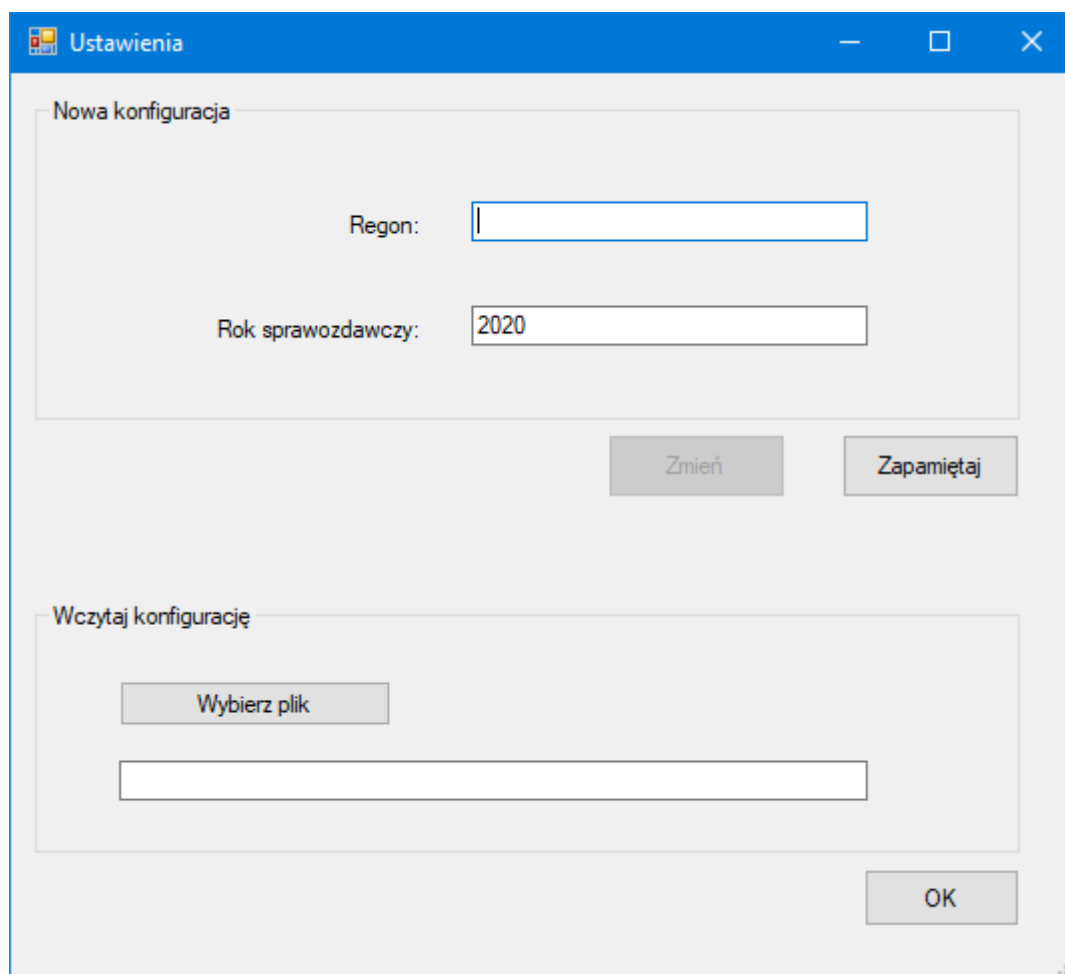 Ustawienia
Nowa konfiguracja
Regon:
Rok sprawozdawczy: 2020
Zmień Zapamiętaj
Wczytaj konfigurację
Wybierz plik
OK